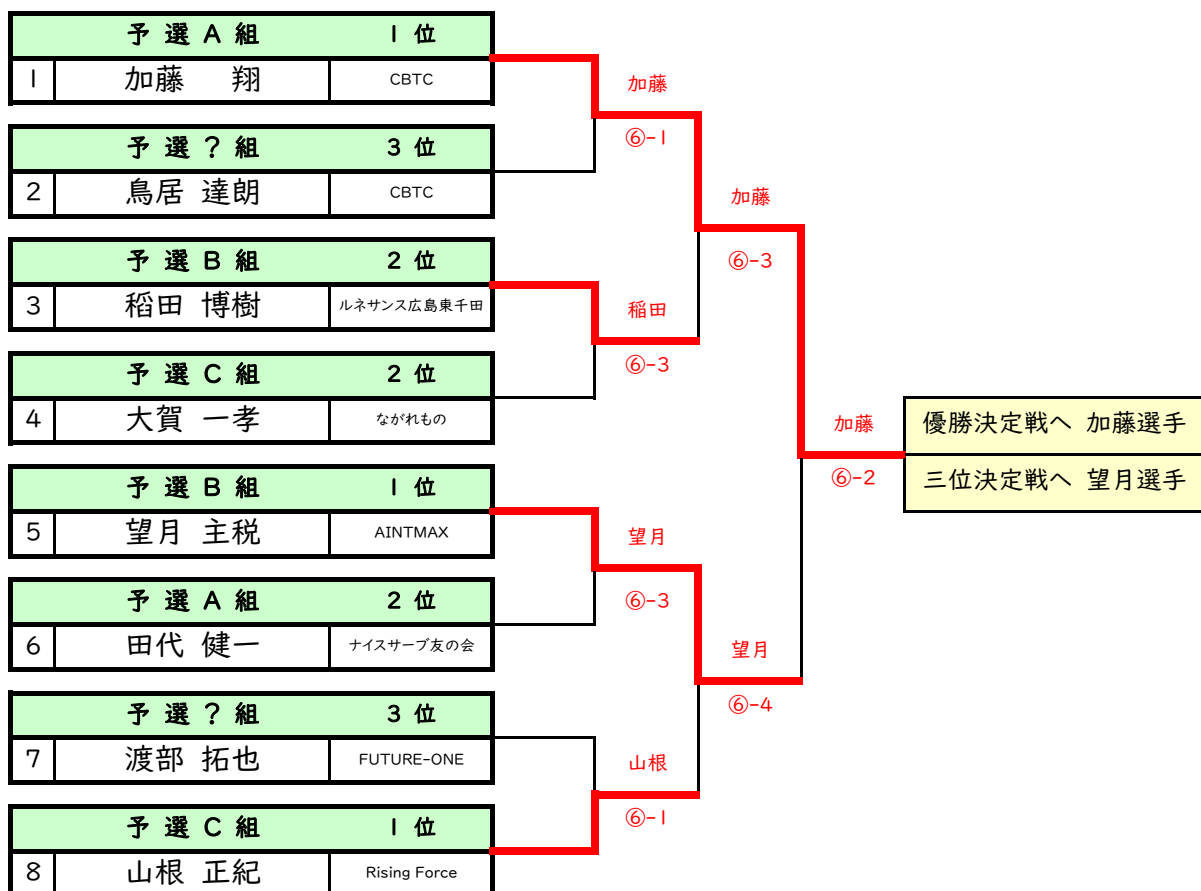 予選A組 1位
1 加藤 翔 CBTC
予選?組 3位
2 鳥居 達朗 CBTC
予選B組 2位
3 稻田 博樹 ルネサンス広島東千田
予選C組 2位
4 大賀 一孝 ながれもの
予選B組 1位
5 望月 主税 AINTMAX
予選A組 2位
6 田代 健一 ナイスサーブ友の会
予選?組 3位
7 渡部 拓也 FUTURE-ONE
予選C組 1位
8 山根 正紀 Rising Force
加藤
⑥-1
稲田
⑥-3
望月
⑥-3
山根
⑥-1
加藤
⑥-3
望月
⑥-4
加藤
⑥-2
優勝決定戦へ 加藤選手
三位決定戦へ 望月選手